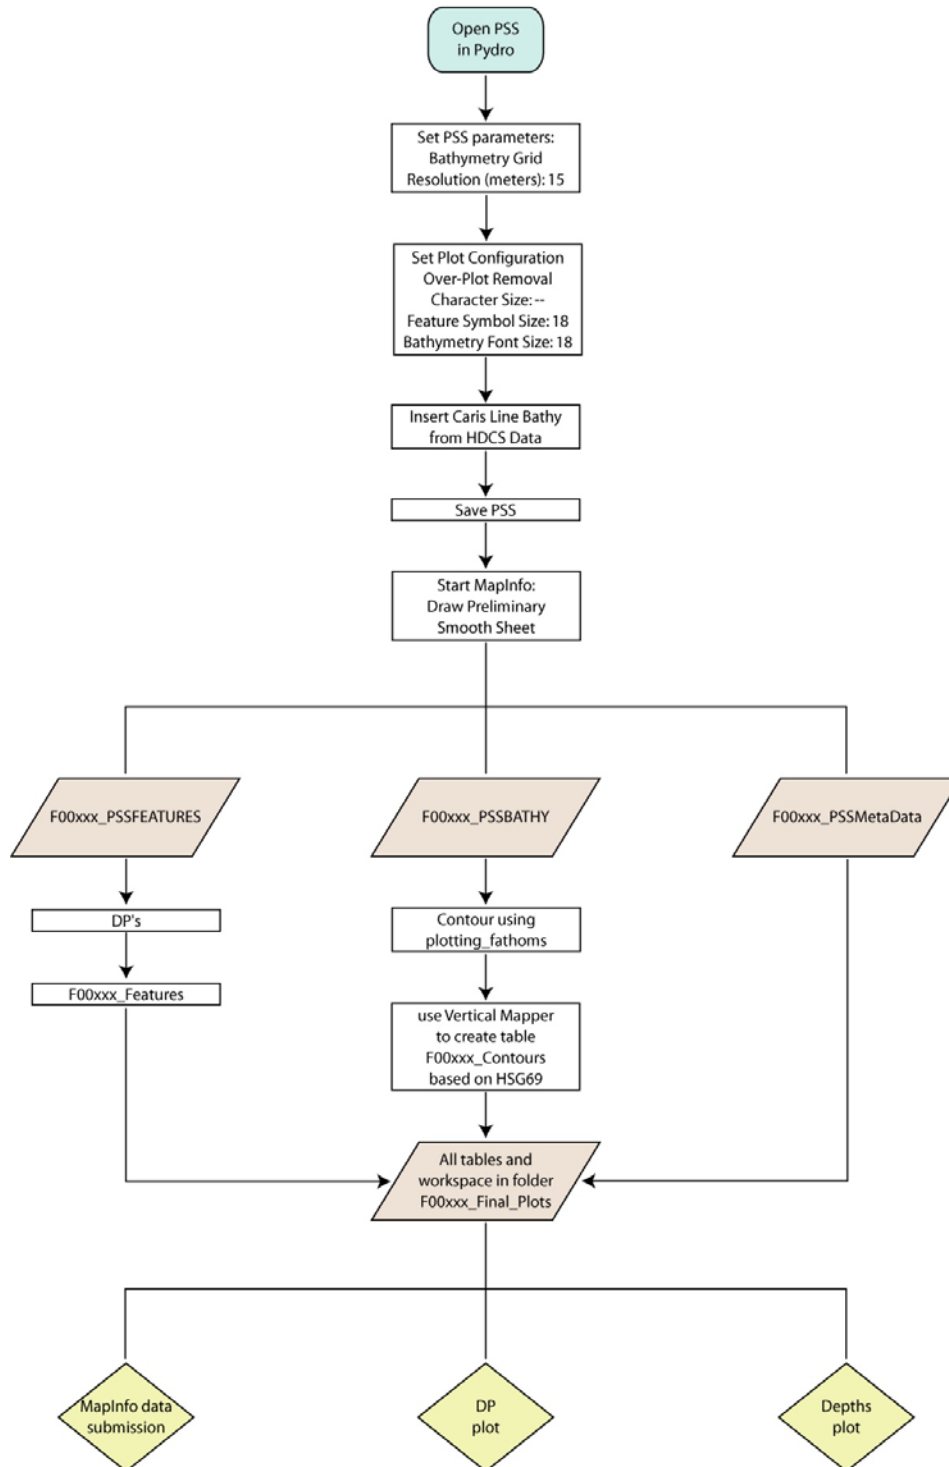 Open PSS
in Pydro
Set PSS parameters:
Bathymetry Grid
Resolution (meters): 15
Set Plot Configuration
Over-Plot Removal
Character Size: --
Feature Symbol Size: 18
Bathymetry Font Size: 18
Insert Caris Line Bathy
from HDCS Data
Save PSS
Start MapInfo:
Draw Preliminary
Smooth Sheet
F00xxx_PSSFEATURES
F00xxx_PSSBATHY
F00xxx_PSSMetaData
DP's
F00xxx_Features
Contour using
plotting_fathoms
use Vertical Mapper
to create table
F00xxx_Contours
based on HSG69
All tables and
workspace in folder
F00xxx_Final_Plots
MapInfo data
submission
DP
plot
Depths
plot